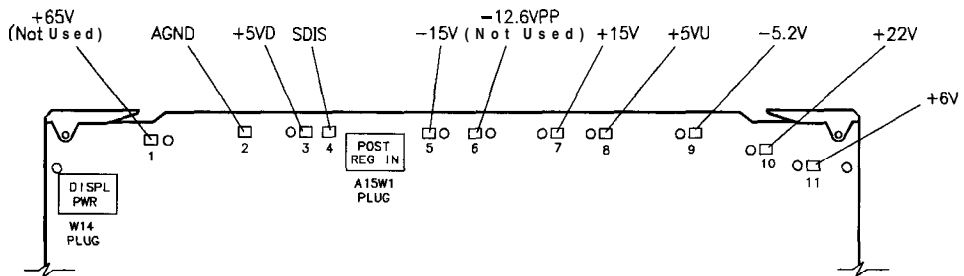 +65V
(Not Used)
AGND
+5VD
SDIS
-15V
-12.6VPP
(Not Used)
+15V
+5VU
-5.2V
+22V
+6V
1
2
3
4
POST
REG IN
A15W1
PLUG
5
6
7
8
9
10
11
DISPL
PWR
W14
PLUG